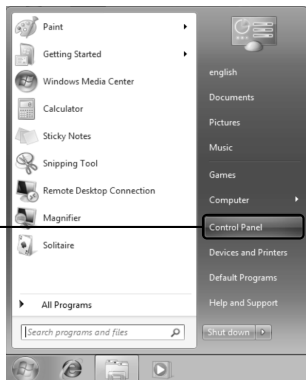 Paint
Getting Started
Windows Media Center
Calculator
Sticky Notes
Snipping Tool
Remote Desktop Connection
Magnifier
Solitaire
All Programs
Search programs and files
english
Documents
Pictures
Music
Games
Computer
Control Panel
Devices and Printers
Default Programs
Help and Support
Shut down